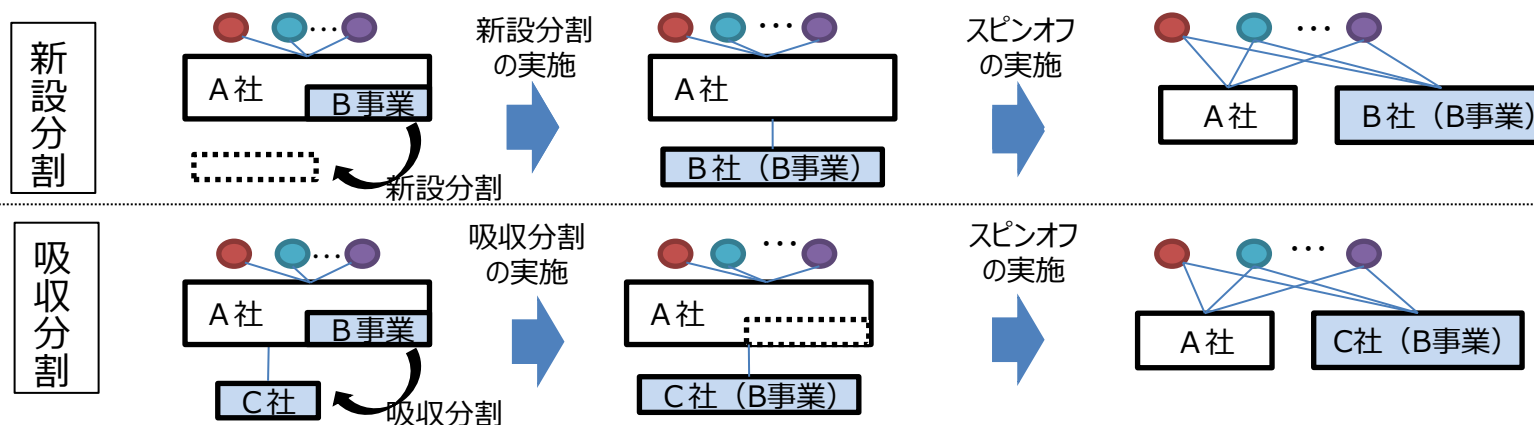 新設分割
A社
B事業
新設分割
新設分割
の実施
A社
B社(B事業)
スピンオフ
の実施
A社
B社(B事業)
吸収分割
A社
B事業
C社
吸収分割
吸収分割
の実施
A社
C社(B事業)
スピンオフ
の実施
A社
C社(B事業)